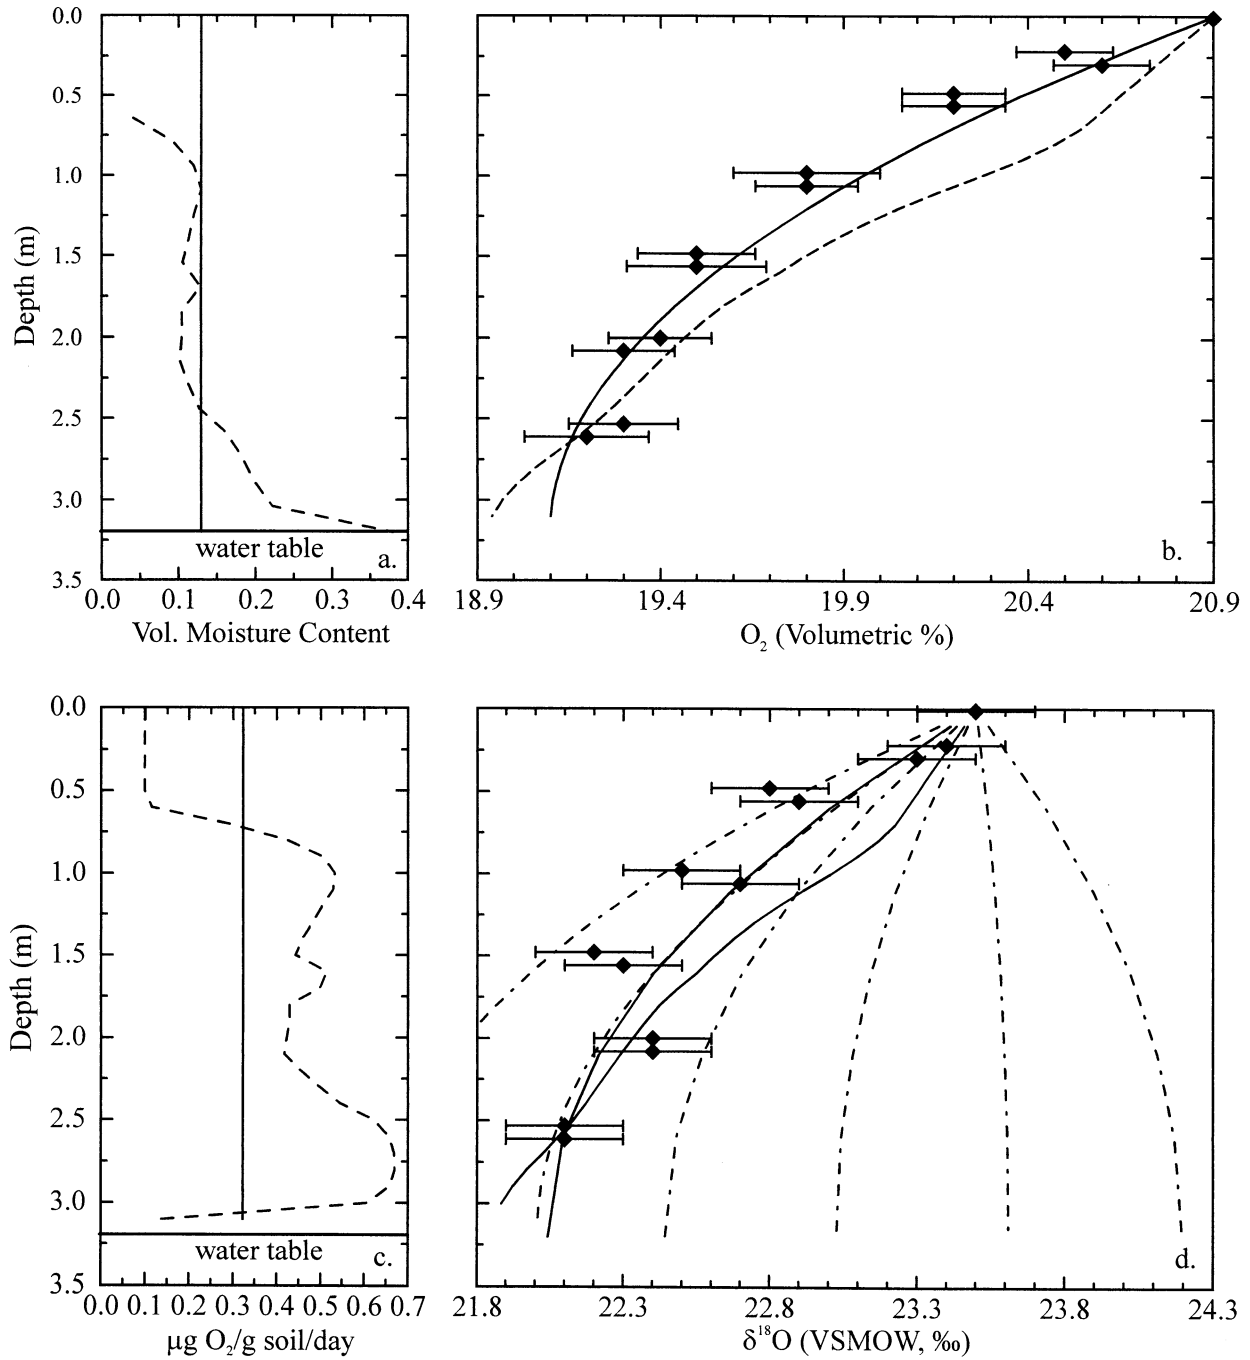 0.0
0.5
1.0
1.5
2.0
2.5
3.0
3.5
Depth (m)
water table
a.
0.0 0.1 0.2 0.3 0.4
Vol. Moisture Content
b.
18.9 19.4 19.9 20.4 20.9
O₂ (Volumetric %)
0.0
0.5
1.0
1.5
2.0
2.5
3.0
3.5
Depth (m)
water table
c.
0.0 0.1 0.2 0.3 0.4 0.5 0.6 0.7
μg O₂/g soil/day
d.
21.8 22.3 22.8 23.3 23.8 24.3
δ¹⁸O (VSMOW, ‰)